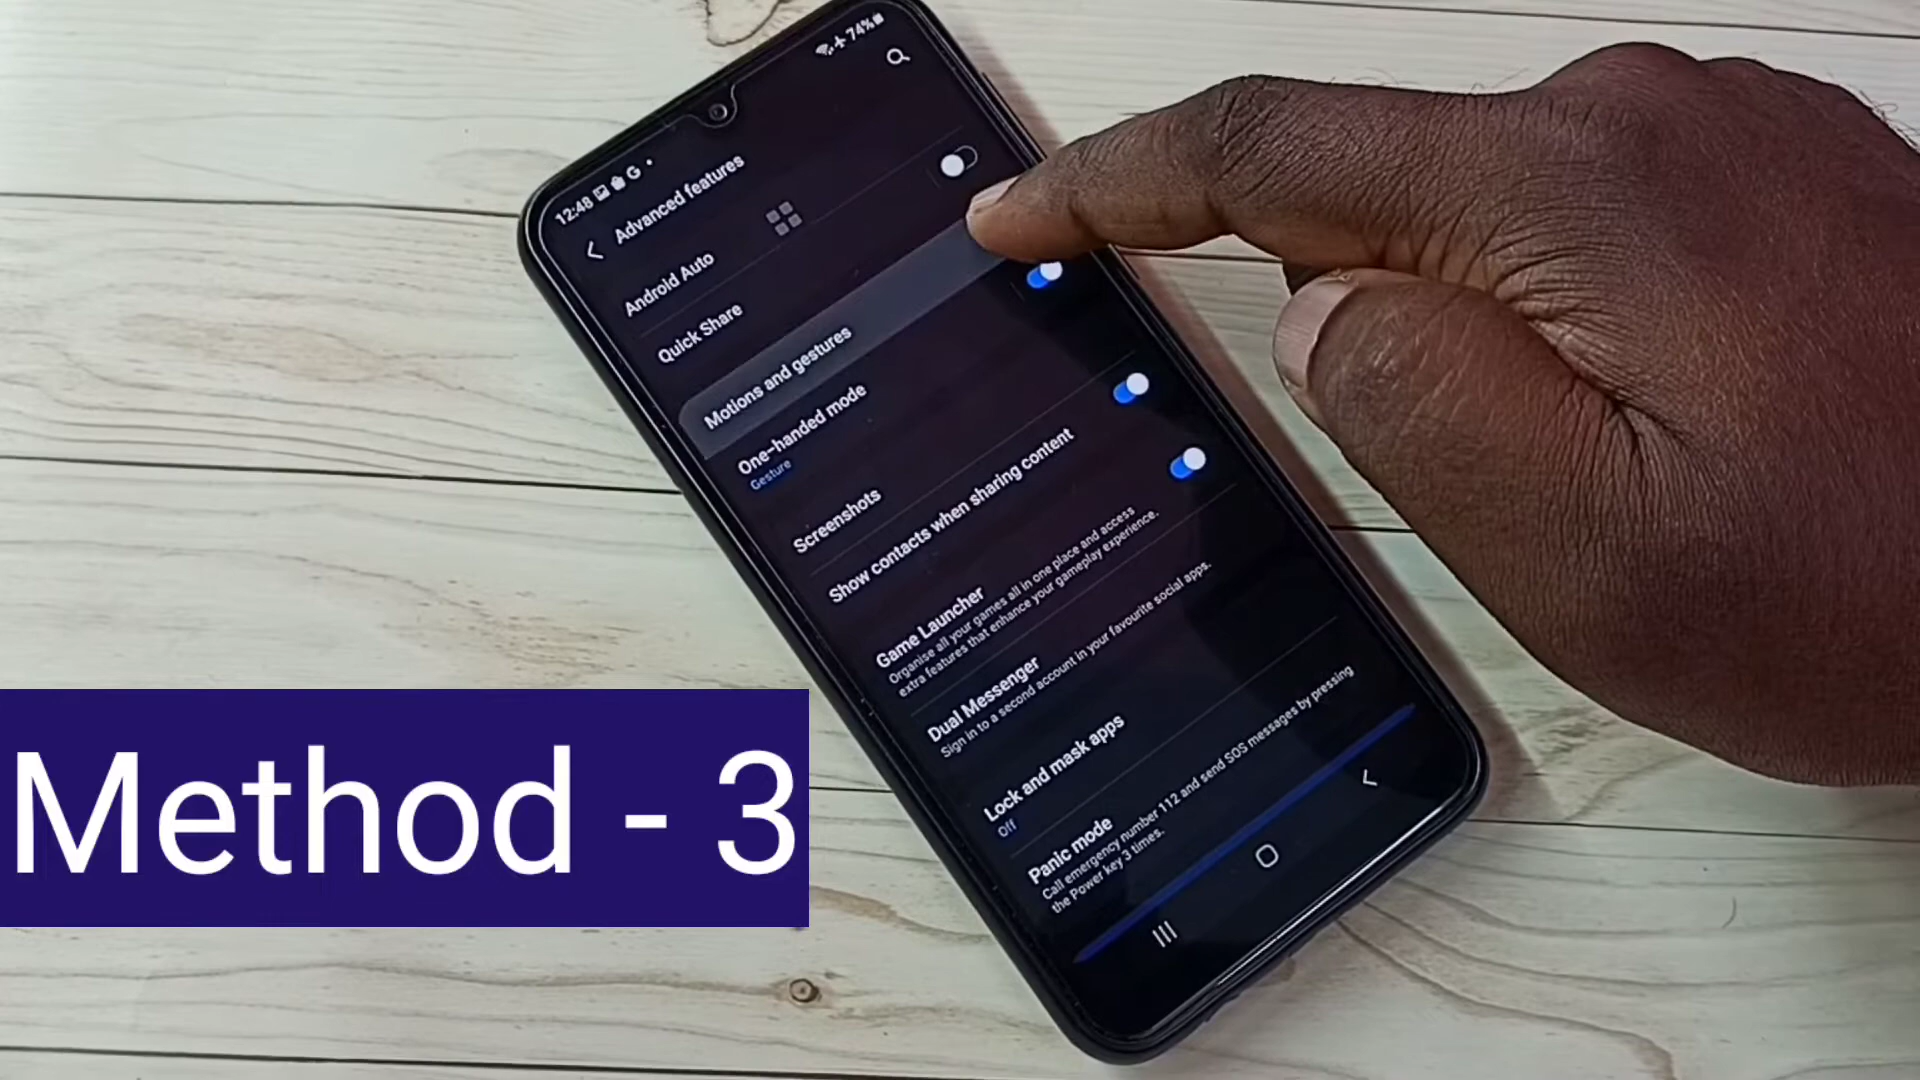 12:48 G
74%
Advanced features
Android Auto
Quick Share
Motions and gestures
One-handed mode
Gesture
Screenshots
Show contacts when sharing content
Game Launcher
Organise all your games all in one place and access
extra features that enhance your gameplay experience.
Dual Messenger
Sign in to a second account in your favourite social apps.
Lock and mask apps
Off
Panic mode
Call emergency number 112 and send SOS messages by pressing
the Power key 3 times.
Method - 3